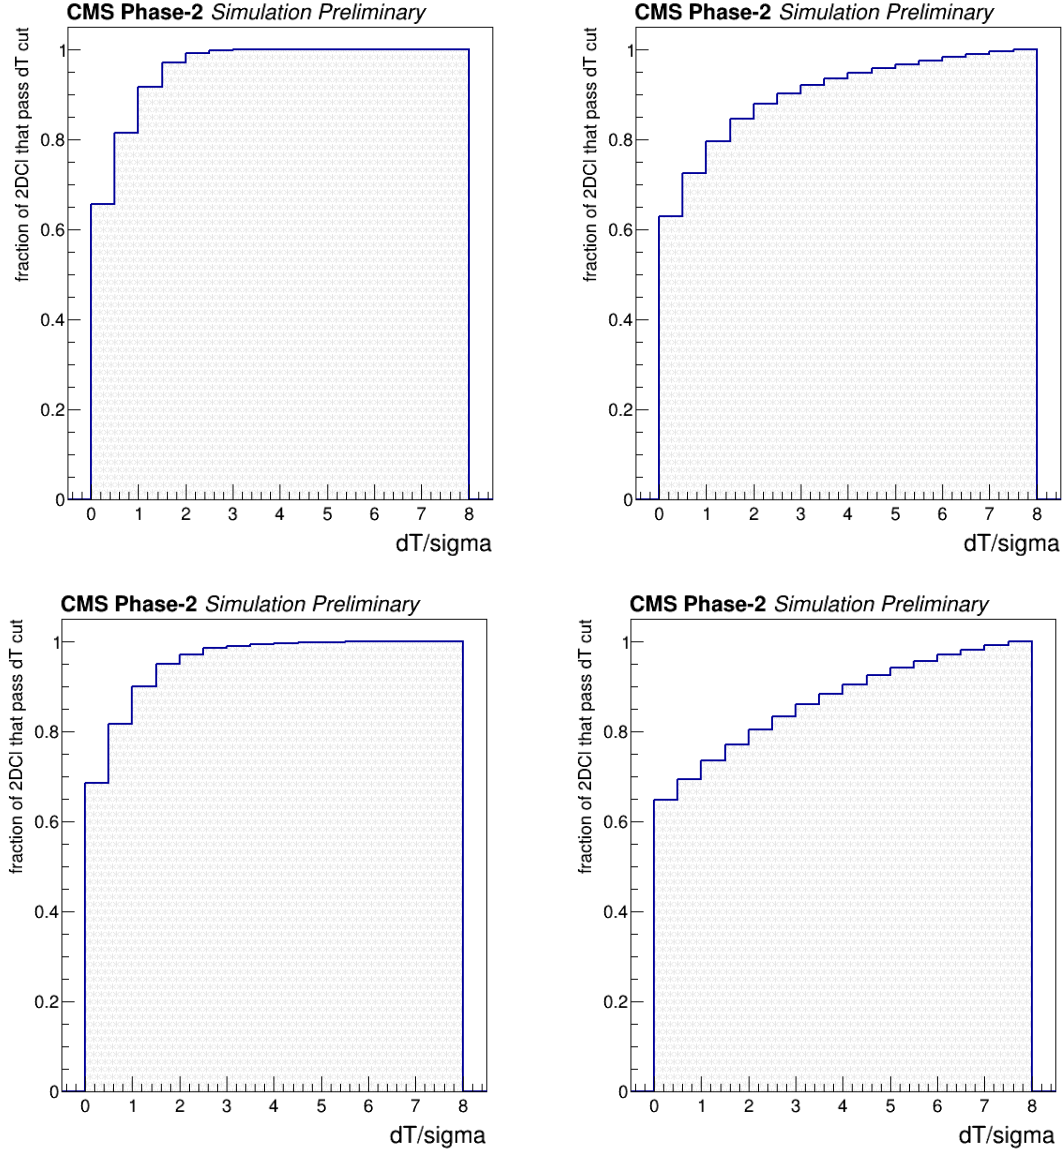 CMS Phase-2 Simulation Preliminary
fraction of 2DCl that pass dT cut
1
0.8
0.6
0.4
0.2
0
0 1 2 3 4 5 6 7 8
dT/sigma
CMS Phase-2 Simulation Preliminary
fraction of 2DCl that pass dT cut
1
0.8
0.6
0.4
0.2
0
0 1 2 3 4 5 6 7 8
dT/sigma
CMS Phase-2 Simulation Preliminary
fraction of 2DCl that pass dT cut
1
0.8
0.6
0.4
0.2
0
0 1 2 3 4 5 6 7 8
dT/sigma
CMS Phase-2 Simulation Preliminary
fraction of 2DCl that pass dT cut
1
0.8
0.6
0.4
0.2
0
0 1 2 3 4 5 6 7 8
dT/sigma